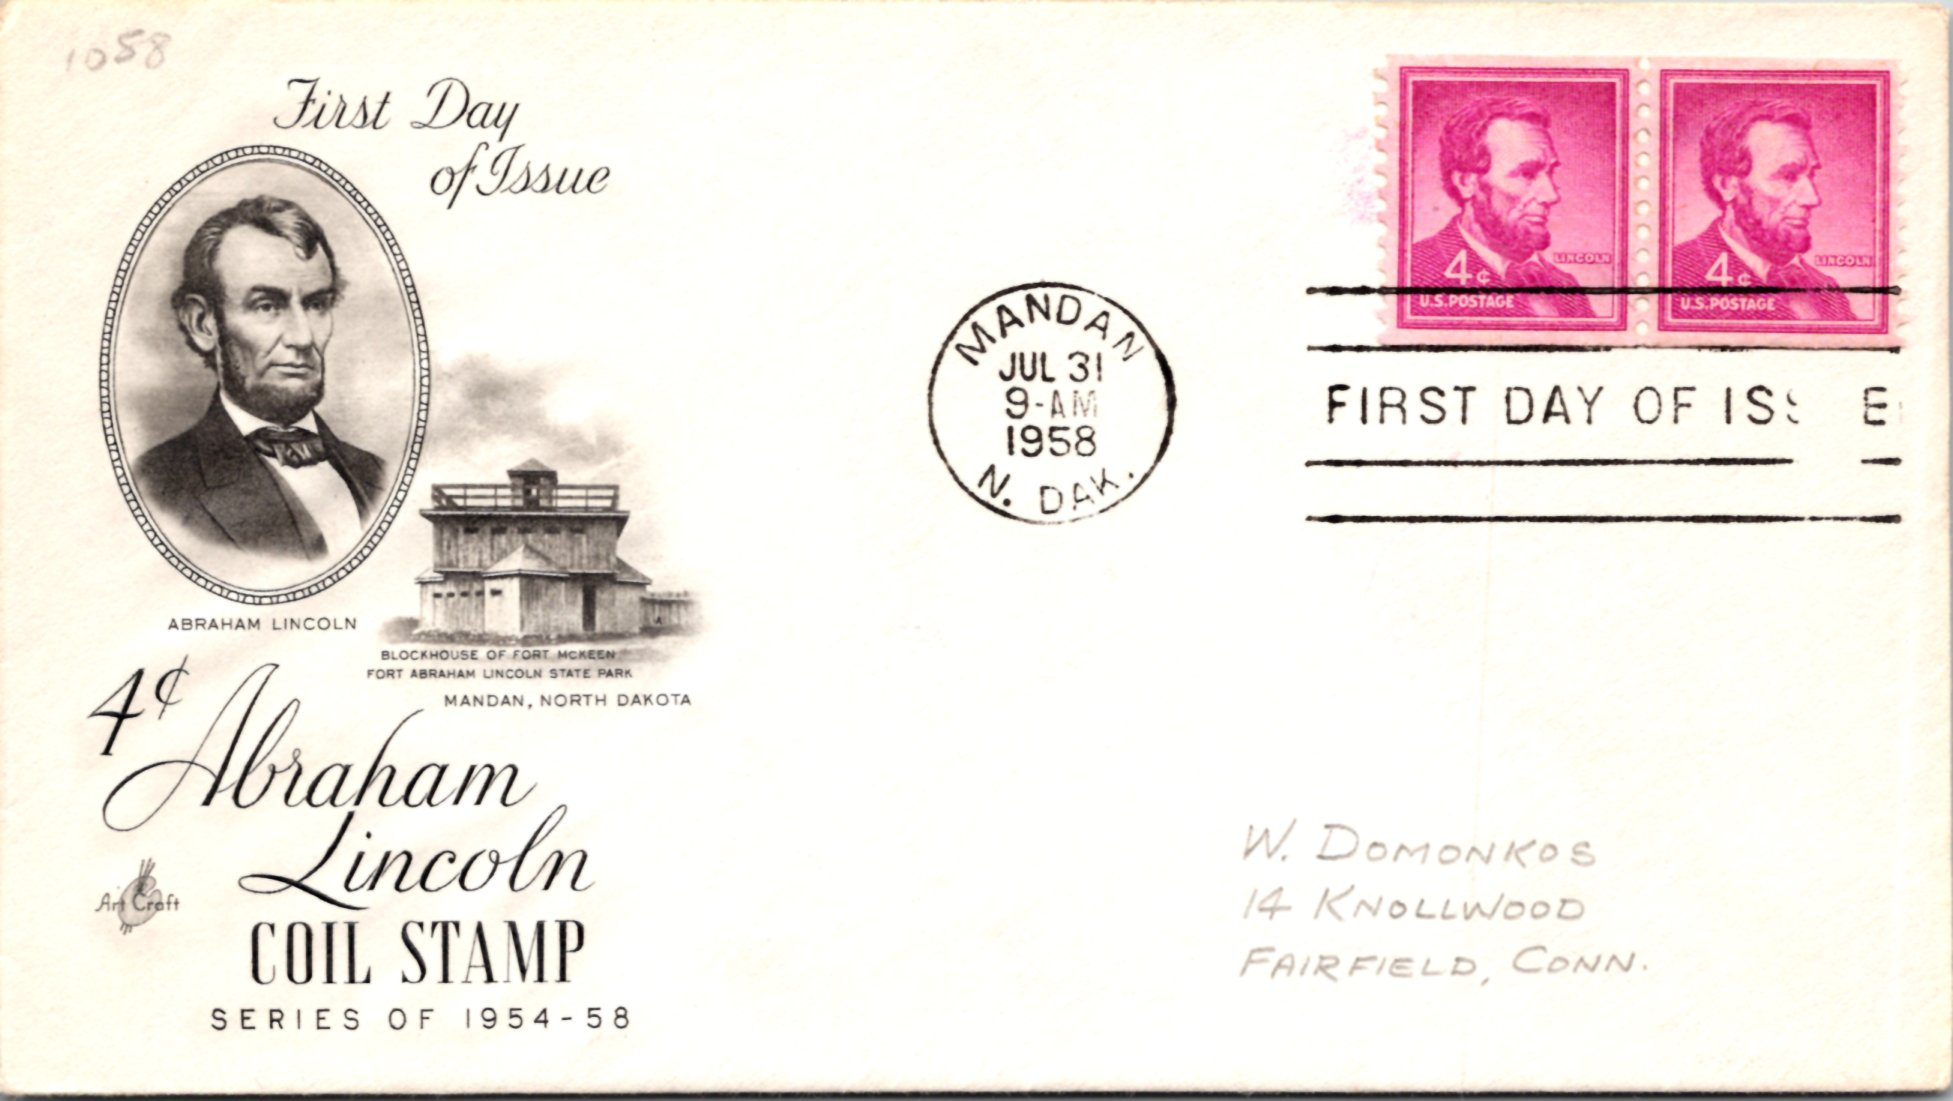 1058
First Day
of Issue
ABRAHAM LINCOLN
BLOCKHOUSE OF FORT MCKEEN
FORT ABRAHAM LINCOLN STATE PARK
MANDAN, NORTH DAKOTA
4¢
Abraham
Lincoln
COIL STAMP
SERIES OF 1954-58
Art Craft
MANDAN
JUL 31
9-AM
1958
N. DAK.
LINCOLN
4¢
U.S.POSTAGE
LINCOLN
4¢
U.S.POSTAGE
FIRST DAY OF IS E
W. DOMONKOS
14 KNOLLWOOD
FAIRFIELD, CONN.